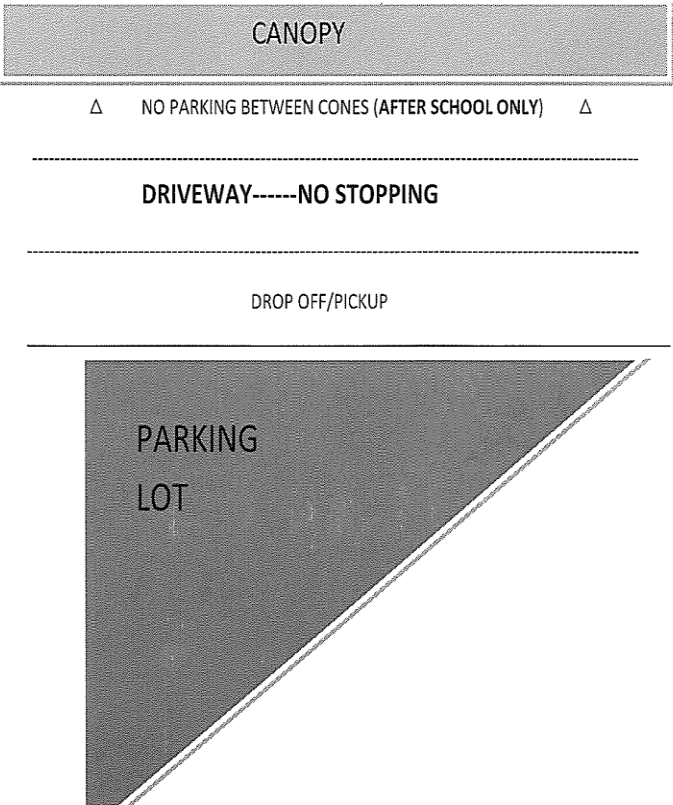 CANOPY
Δ NO PARKING BETWEEN CONES (AFTER SCHOOL ONLY) Δ
DRIVEWAY------NO STOPPING
DROP OFF/PICKUP
PARKING
LOT